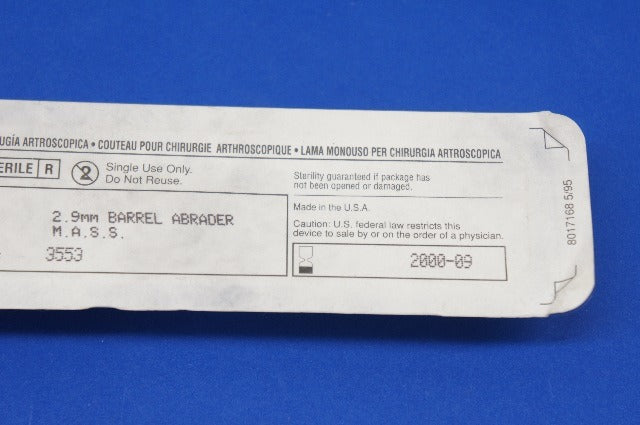 UGÍA ARTROSCOPICA • COUTEAU POUR CHIRURGIE ARTHROSCOPIQUE • LAMA MONOUSO PER CHIRURGIA ARTROSCOPICA
ERILE R 2 Single Use Only.
Do Not Reuse.
2.9mm BARREL ABRADER
M.A.S.S.
3553
Sterility guaranteed if package has
not been opened or damaged.
Made in the U.S.A.
Caution: U.S. federal law restricts this
device to sale by or on the order of a physician.
2000-09
8017168 5/95